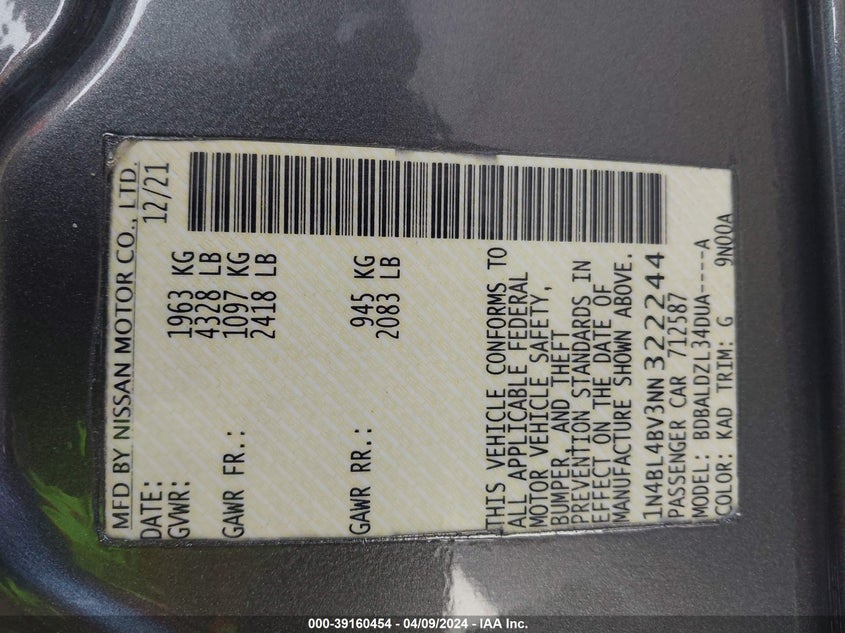 MFD BY NISSAN MOTOR CO., LTD.
DATE: 12/21
GVWR: 1963 KG
4328 LB
GAWR FR.: 1097 KG
2418 LB
GAWR RR.: 945 KG
2083 LB
THIS VEHICLE CONFORMS TO
ALL APPLICABLE FEDERAL
MOTOR VEHICLE SAFETY,
BUMPER, AND THEFT
PREVENTION STANDARDS IN
EFFECT ON THE DATE OF
MANUFACTURE SHOWN ABOVE.
1N4BL4BV3NN322244
PASSENGER CAR 712587
MODEL: BDBALDZL34DUA----A
COLOR: KAD TRIM: G 9N00A
000-39160454 - 04/09/2024 - IAA Inc.